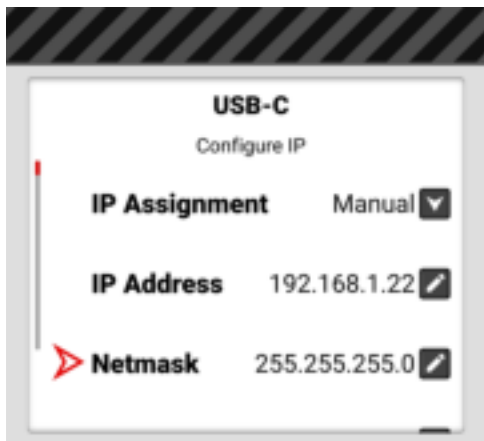 USB-C
Configure IP
IP Assignment Manual
IP Address 192.168.1.22
Netmask 255.255.255.0